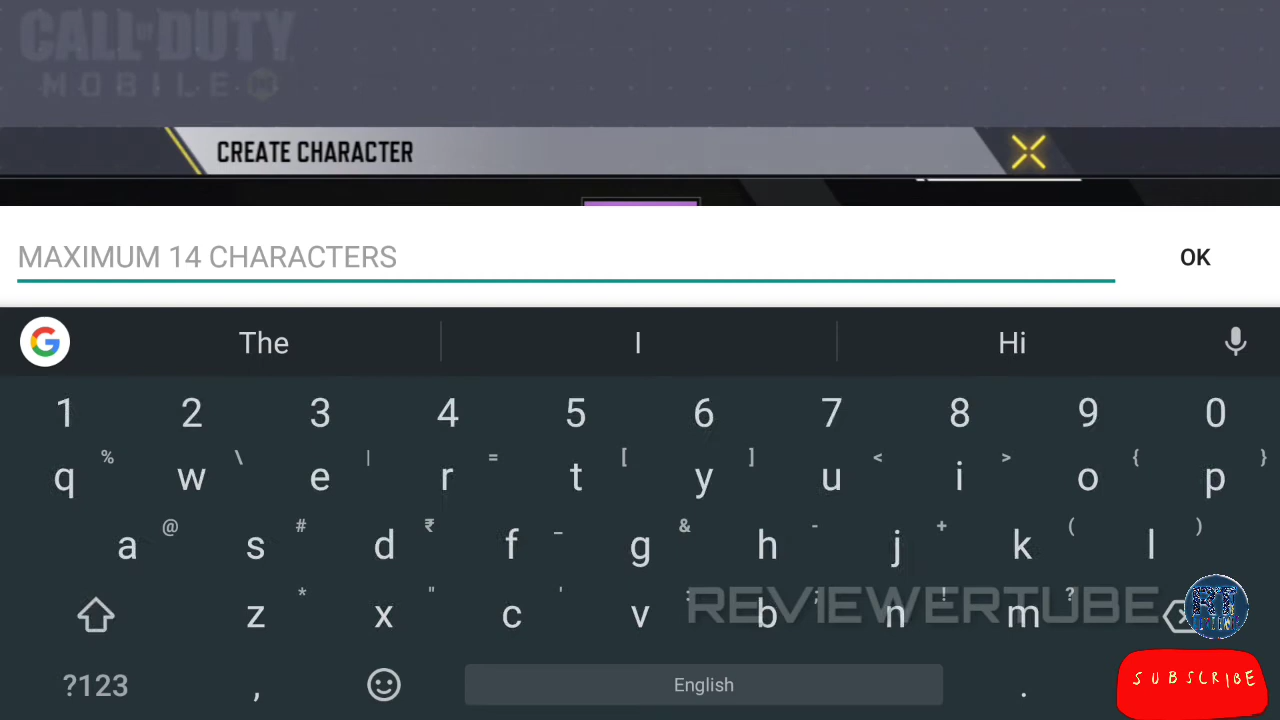 CALL OF DUTY
MOBILE
CREATE CHARACTER
MAXIMUM 14 CHARACTERS
OK
G The I Hi
1 2 3 4 5 6 7 8 9 0
% \ | = [ ] < > { }
q w e r t y u i o p
@ # ₹ _ & - + ( )
a s d f g h j k l
* " ' : ; ! ?
z x c v b n m
REVIEWERTUBE
RT
?123 , English .
SUBSCRIBE